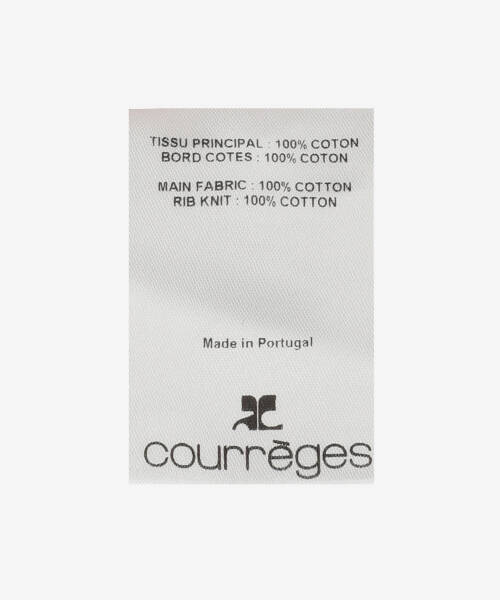 TISSU PRINCIPAL : 100% COTON
BORD COTES : 100% COTON
MAIN FABRIC : 100% COTTON
RIB KNIT : 100% COTTON
Made in Portugal
courrèges